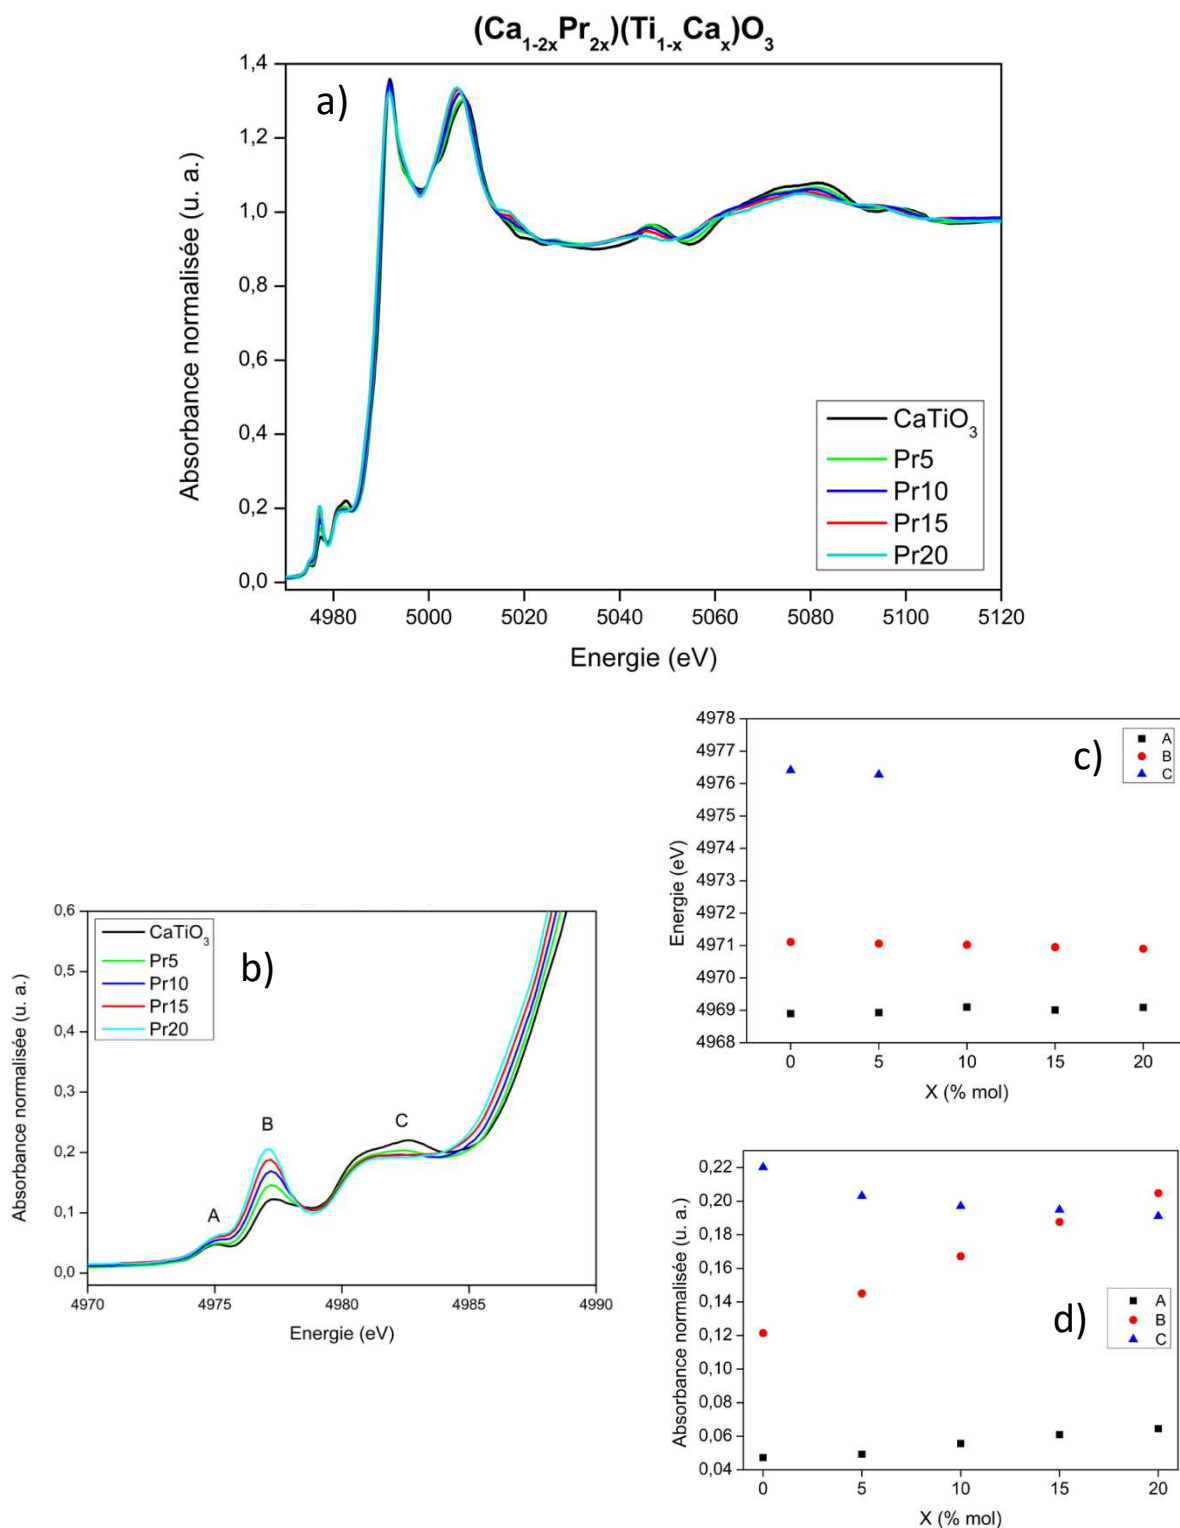 (Ca1-2xPr2x)(Ti1-xCax)O3
a)
1,4
1,2
1,0
0,8
0,6
0,4
0,2
0,0
Absorbance normalisée (u. a.)
CaTiO3
Pr5
Pr10
Pr15
Pr20
4980 5000 5020 5040 5060 5080 5100 5120
Energie (eV)
c)
A
B
C
4978
4977
4976
4975
4974
4973
4972
4971
4970
4969
4968
Energie (eV)
0 5 10 15 20
X (% mol)
b)
CaTiO3
Pr5
Pr10
Pr15
Pr20
0,6
0,5
0,4
0,3
0,2
0,1
0,0
Absorbance normalisée (u. a.)
A
B
C
4970 4975 4980 4985 4990
Energie (eV)
d)
A
B
C
0,22
0,20
0,18
0,16
0,14
0,12
0,10
0,08
0,06
0,04
Absorbance normalisée (u. a.)
0 5 10 15 20
X (% mol)